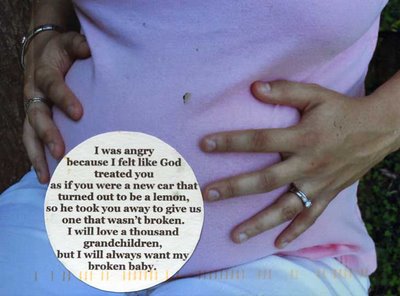 I was angry
because I felt like God
treated you
as if you were a new car that
turned out to be a lemon,
so he took you away to give us
one that wasn't broken.
I will love a thousand
grandchildren,
but I will always want my
broken baby.